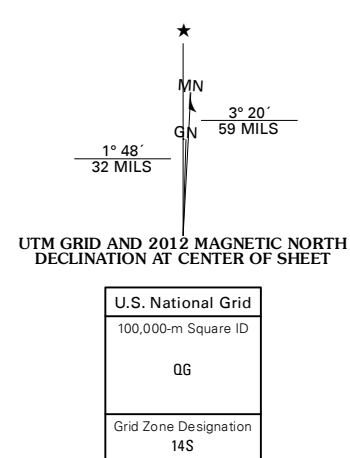 ★
MN
3° 20´
59 MILS
GN
1° 48´
32 MILS
UTM GRID AND 2012 MAGNETIC NORTH
DECLINATION AT CENTER OF SHEET
U.S. National Grid
100,000-m Square ID
QG
Grid Zone Designation
14S